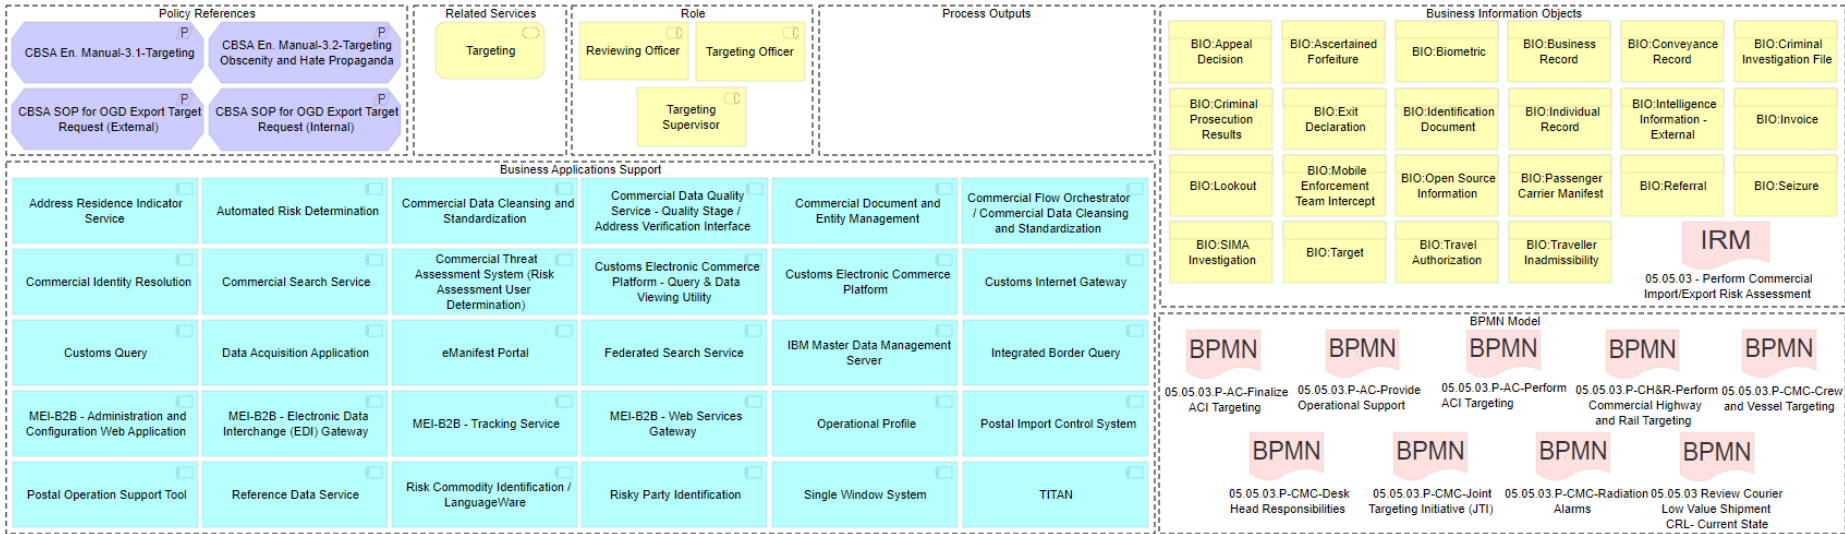 Policy References
P
CBSA En. Manual-3.1-Targeting
P
CBSA En. Manual-3.2-Targeting
Obscenity and Hate Propaganda
P
CBSA SOP for OGD Export Target
Request (External)
P
CBSA SOP for OGD Export Target
Request (Internal)
Related Services
Targeting
Role
Reviewing Officer
Targeting Officer
Targeting
Supervisor
Process Outputs
Business Applications Support
Address Residence Indicator
Service
Automated Risk Determination
Commercial Data Cleansing and
Standardization
Commercial Data Quality
Service - Quality Stage /
Address Verification Interface
Commercial Document and
Entity Management
Commercial Flow Orchestrator
/ Commercial Data Cleansing
and Standardization
Commercial Identity Resolution
Commercial Search Service
Commercial Threat
Assessment System (Risk
Assessment User
Determination)
Customs Electronic Commerce
Platform - Query & Data
Viewing Utility
Customs Electronic Commerce
Platform
Customs Internet Gateway
Customs Query
Data Acquisition Application
eManifest Portal
Federated Search Service
IBM Master Data Management
Server
Integrated Border Query
MEI-B2B - Administration and
Configuration Web Application
MEI-B2B - Electronic Data
Interchange (EDI) Gateway
MEI-B2B - Tracking Service
MEI-B2B - Web Services
Gateway
Operational Profile
Postal Import Control System
Postal Operation Support Tool
Reference Data Service
Risk Commodity Identification /
LanguageWare
Risky Party Identification
Single Window System
TITAN
Business Information Objects
BIO:Appeal
Decision
BIO:Ascertained
Forfeiture
BIO:Biometric
BIO:Business
Record
BIO:Conveyance
Record
BIO:Criminal
Investigation File
BIO:Criminal
Prosecution
Results
BIO:Exit
Declaration
BIO:Identification
Document
BIO:Individual
Record
BIO:Intelligence
Information -
External
BIO:Invoice
BIO:Lookout
BIO:Mobile
Enforcement
Team Intercept
BIO:Open Source
Information
BIO:Passenger
Carrier Manifest
BIO:Referral
BIO:Seizure
BIO:SIMA
Investigation
BIO:Target
BIO:Travel
Authorization
BIO:Traveller
Inadmissibility
IRM
05.05.03 - Perform Commercial
Import/Export Risk Assessment
BPMN Model
BPMN
05.05.03.P-AC-Finalize
ACI Targeting
BPMN
05.05.03.P-AC-Provide
Operational Support
BPMN
05.05.03.P-AC-Perform
ACI Targeting
BPMN
05.05.03.P-CH&R-Perform
Commercial Highway
and Rail Targeting
BPMN
05.05.03.P-CMC-Crew
and Vessel Targeting
BPMN
05.05.03.P-CMC-Desk
Head Responsibilities
BPMN
05.05.03.P-CMC-Joint
Targeting Initiative (JTI)
BPMN
05.05.03.P-CMC-Radiation
Alarms
BPMN
05.05.03 Review Courier
Low Value Shipment
CRL- Current State